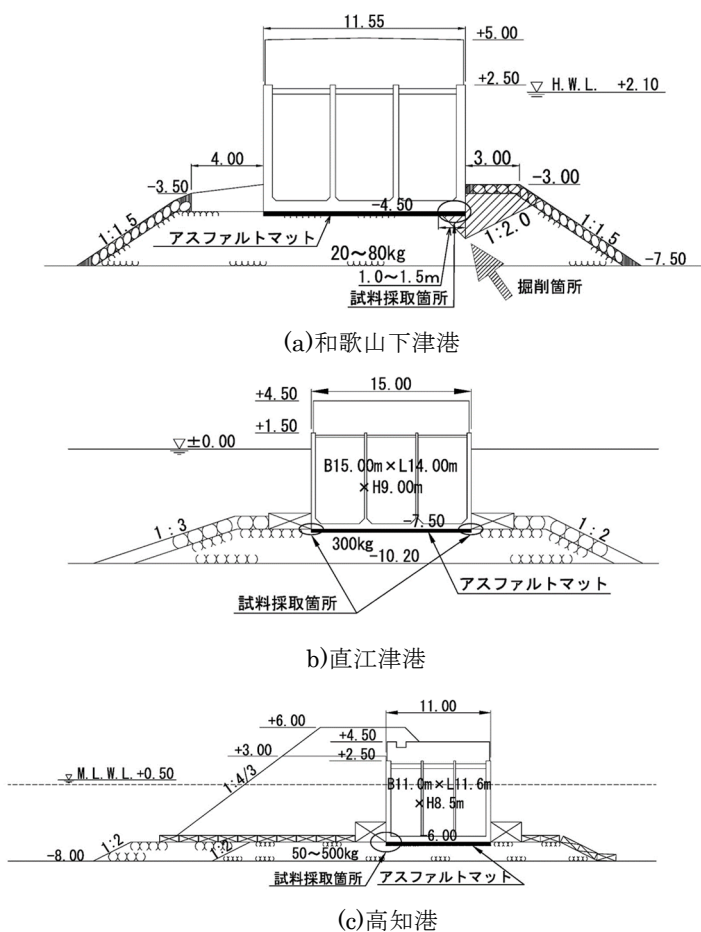 11.55
+5.00
+2.50
H.W.L. +2.10
4.00
3.00
-3.50
-3.00
-4.50
1:1.5
1:2.0
1:1.5
アスファルトマット
20～80kg
-7.50
1.0～1.5m
試料採取箇所
掘削箇所
(a)和歌山下津港
15.00
+4.50
+1.50
±0.00
B15.00m×L14.00m
×H9.00m
1:3
-7.50
1:2
300kg
-10.20
アスファルトマット
試料採取箇所
b)直江津港
11.00
+6.00
+4.50
+3.00
+2.50
M.L.W.L.+0.50
1:4/3
B11.0m×L11.6m
×H8.5m
-6.00
1:2
1:2
-8.00
50～500kg
試料採取箇所
アスファルトマット
(c)高知港